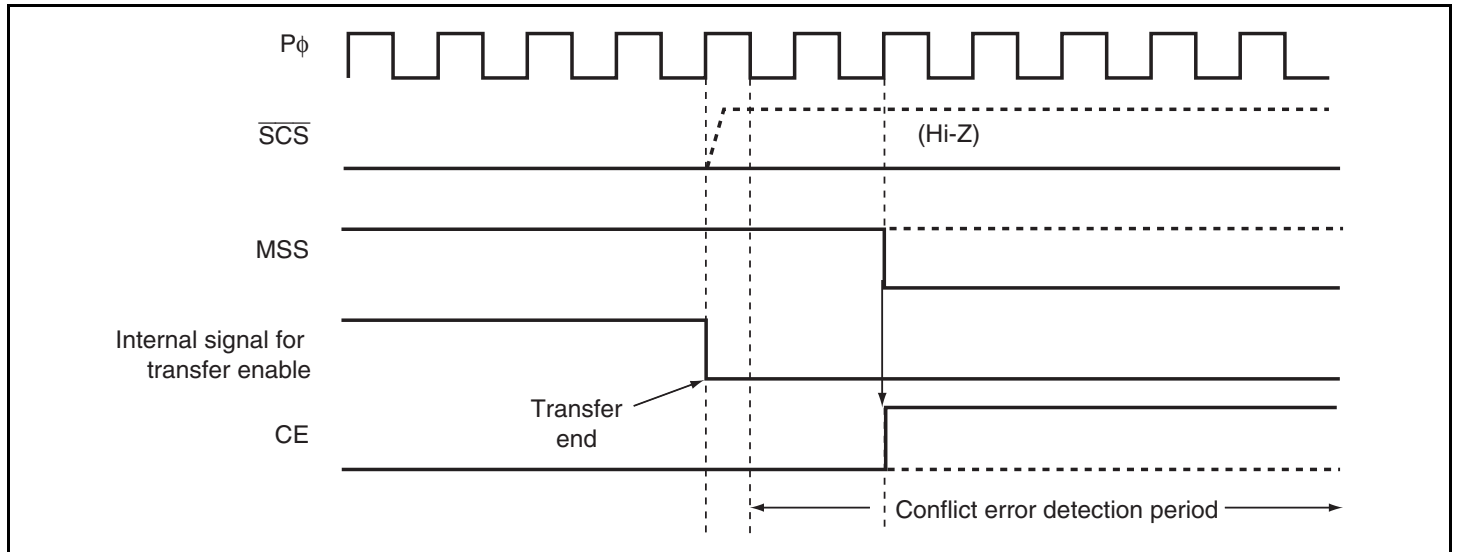 Pϕ
SCS
(Hi-Z)
MSS
Internal signal for
transfer enable
Transfer
end
CE
Conflict error detection period